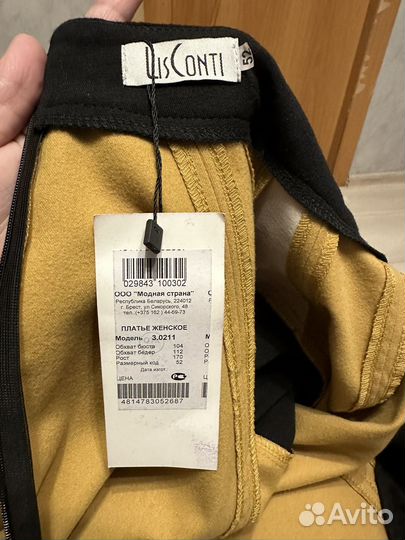 DISCONTI
52
029843 100302
ООО "Модная страна"
Республика Беларусь, 224012
г. Брест, ул Сикорского, 48
тел.(+375 162 ) 44-69-73
ПЛАТЬЕ ЖЕНСКОЕ
Модель 3.0211
Обхват бюста 104
Обхват бёдер 112
Рост 170
Размерный код 52
Дата изгот.
ЦЕНА
4814783052687
Avito